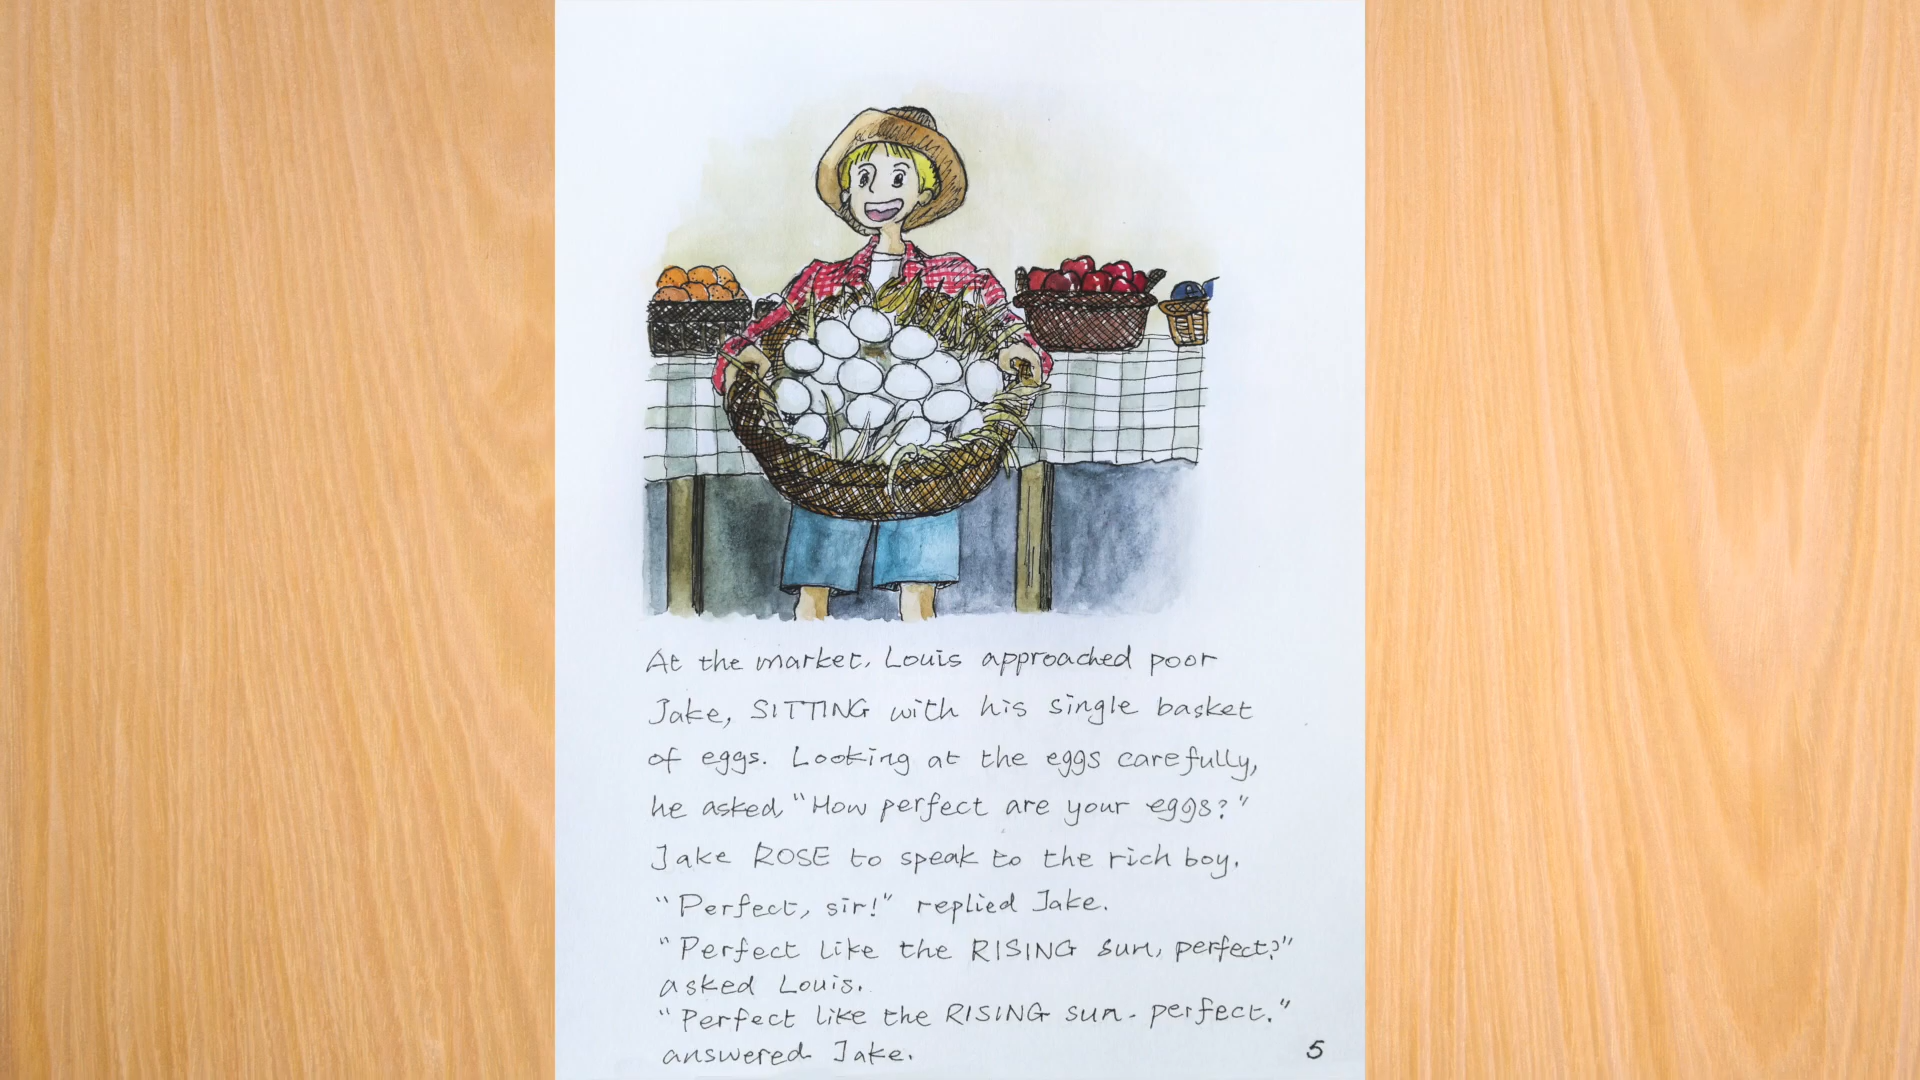 At the market, Louis approached poor
Jake, SITTING with his single basket
of eggs. Looking at the eggs carefully,
he asked, "How perfect are your eggs?"
Jake ROSE to speak to the rich boy.
"Perfect, sir!" replied Jake.
"Perfect like the RISING sun, perfect?"
asked Louis.
"Perfect like the RISING sun. perfect."
answered Jake.
5